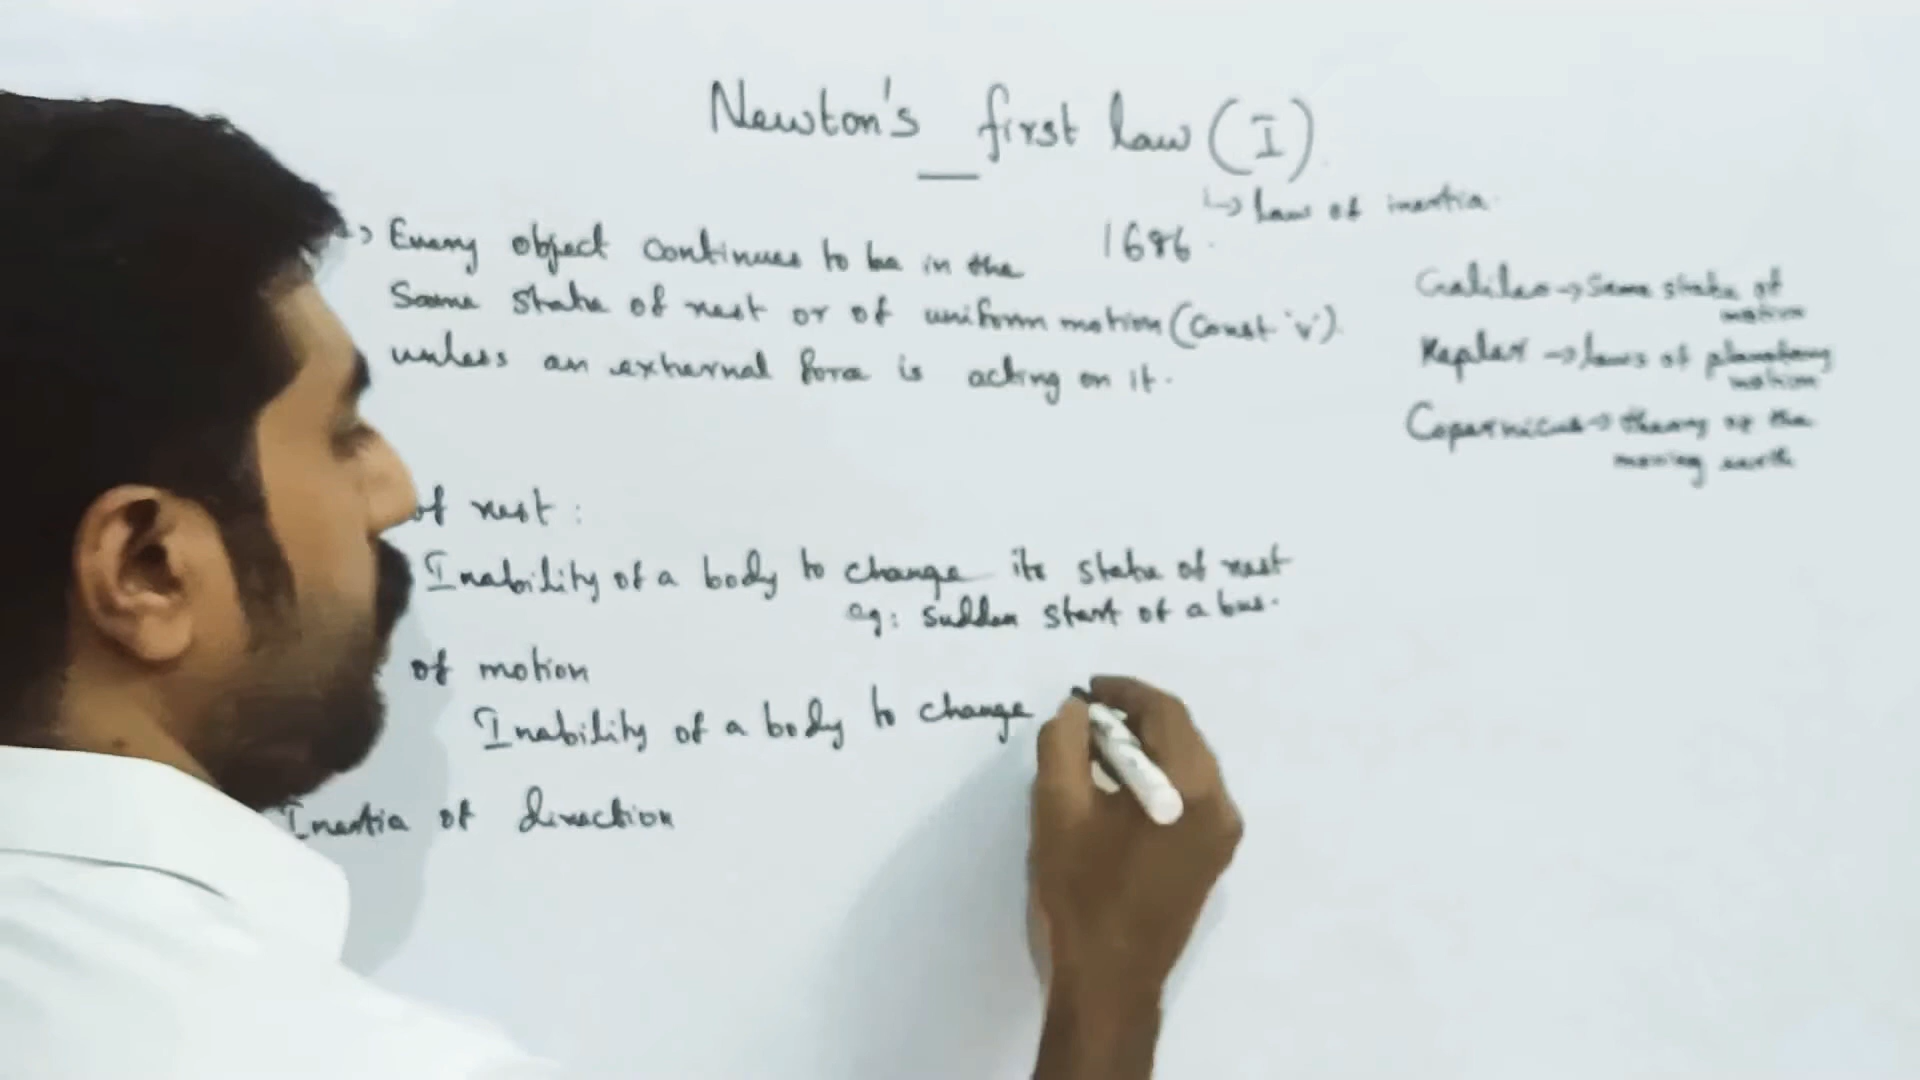 Newton's first law (I)
↳ law of inertia.
1686.
Every object continues to be in the
Same state of rest or of uniform motion (const 'v').
unless an external force is acting on it.
Galileo → Same state of
motion
Kepler → laws of planetary
motion
Copernicus → theory of the
moving earth
of rest :
Inability of a body to change its state of rest
eg: sudden start of a bus.
of motion
Inability of a body to change
Inertia of direction